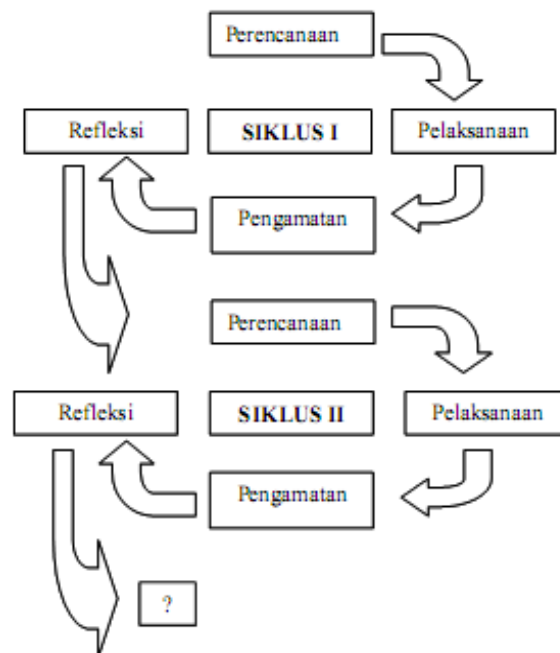 Perencanaan
Refleksi
SIKLUS I
Pelaksanaan
Pengamatan
Perencanaan
Refleksi
SIKLUS II
Pelaksanaan
Pengamatan
?